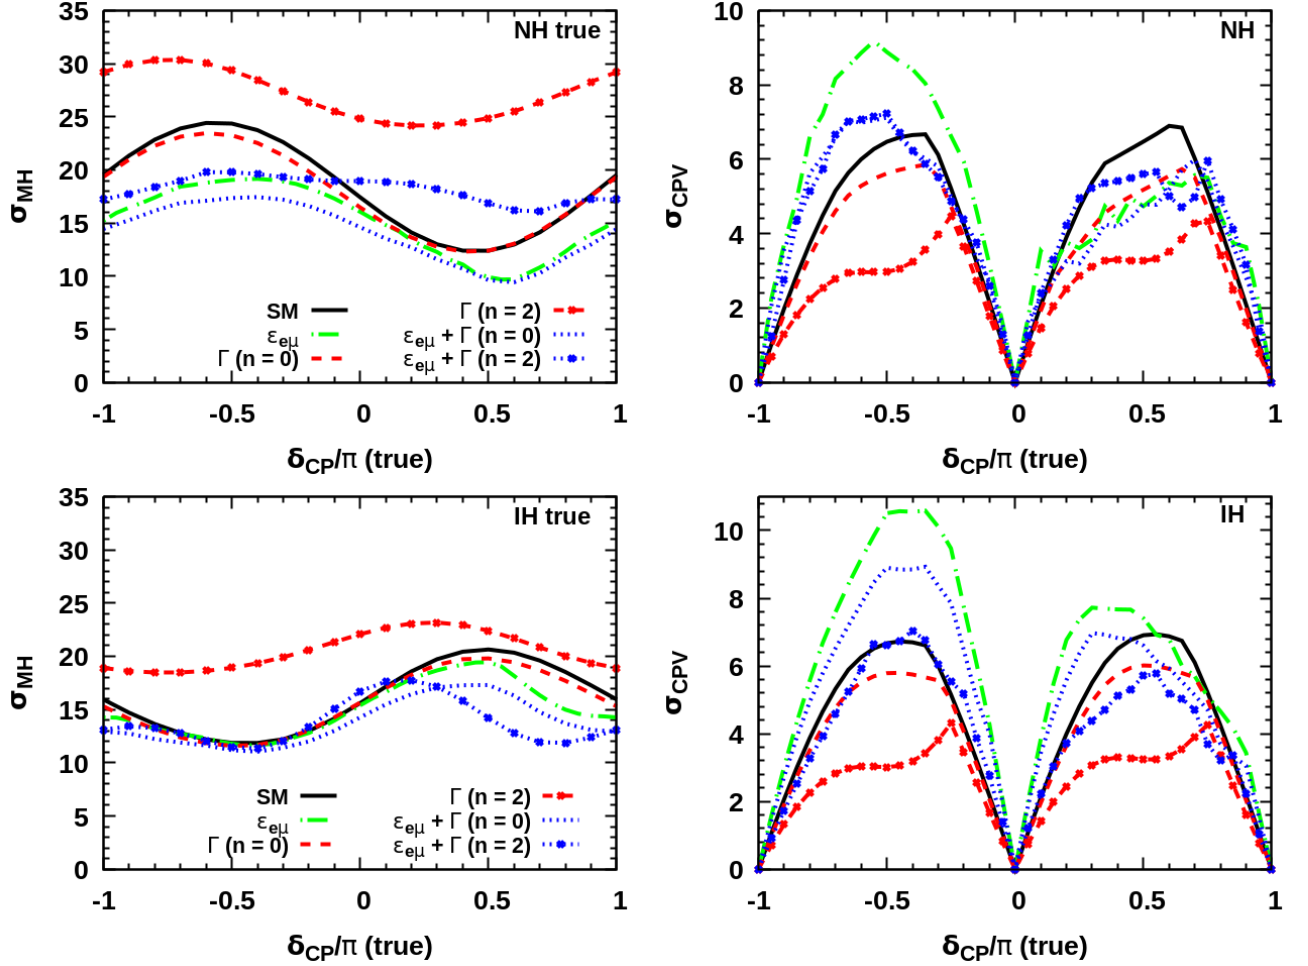 35
30
25
20
15
10
5
0
σMH
NH true
SM
εeμ
Γ (n = 0)
Γ (n = 2)
εeμ + Γ (n = 0)
εeμ + Γ (n = 2)
-1 -0.5 0 0.5 1
δCP/π (true)
10
8
6
4
2
0
σCPV
NH
-1 -0.5 0 0.5 1
δCP/π (true)
35
30
25
20
15
10
5
0
σMH
IH true
SM
εeμ
Γ (n = 0)
Γ (n = 2)
εeμ + Γ (n = 0)
εeμ + Γ (n = 2)
-1 -0.5 0 0.5 1
δCP/π (true)
10
8
6
4
2
0
σCPV
IH
-1 -0.5 0 0.5 1
δCP/π (true)